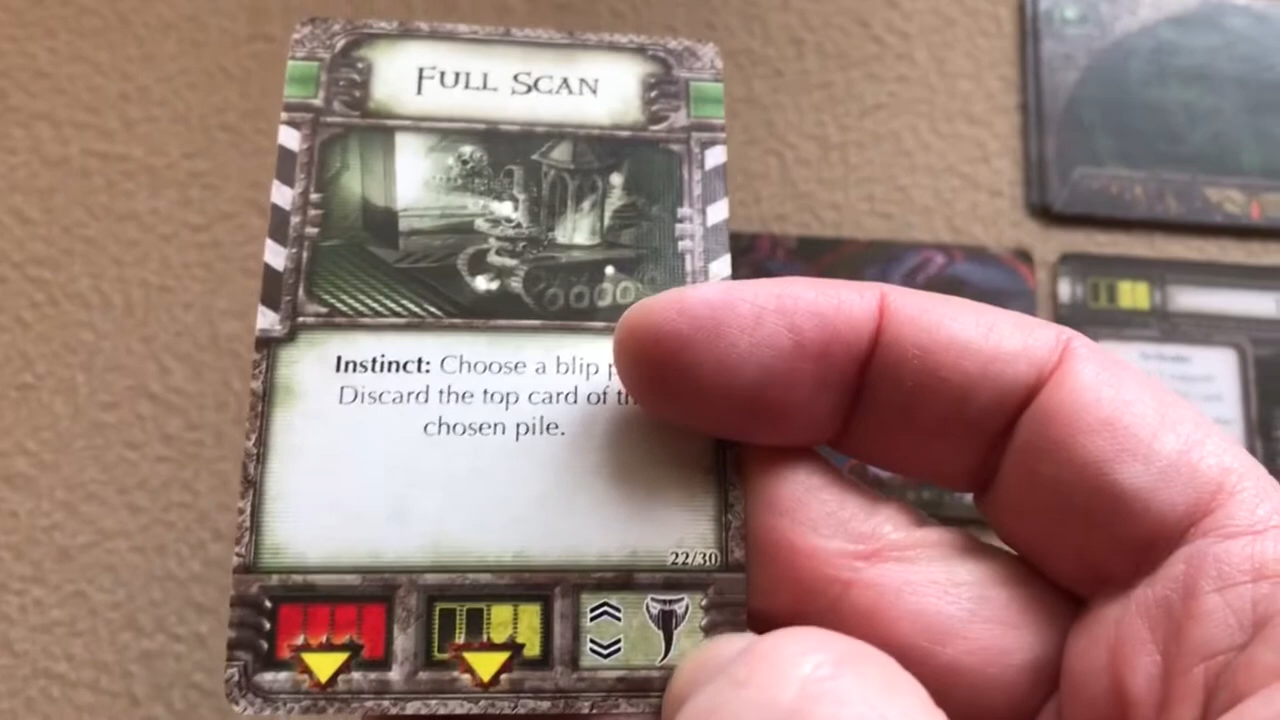 FULL SCAN
Instinct: Choose a blip
Discard the top card of
chosen pile.
22/30